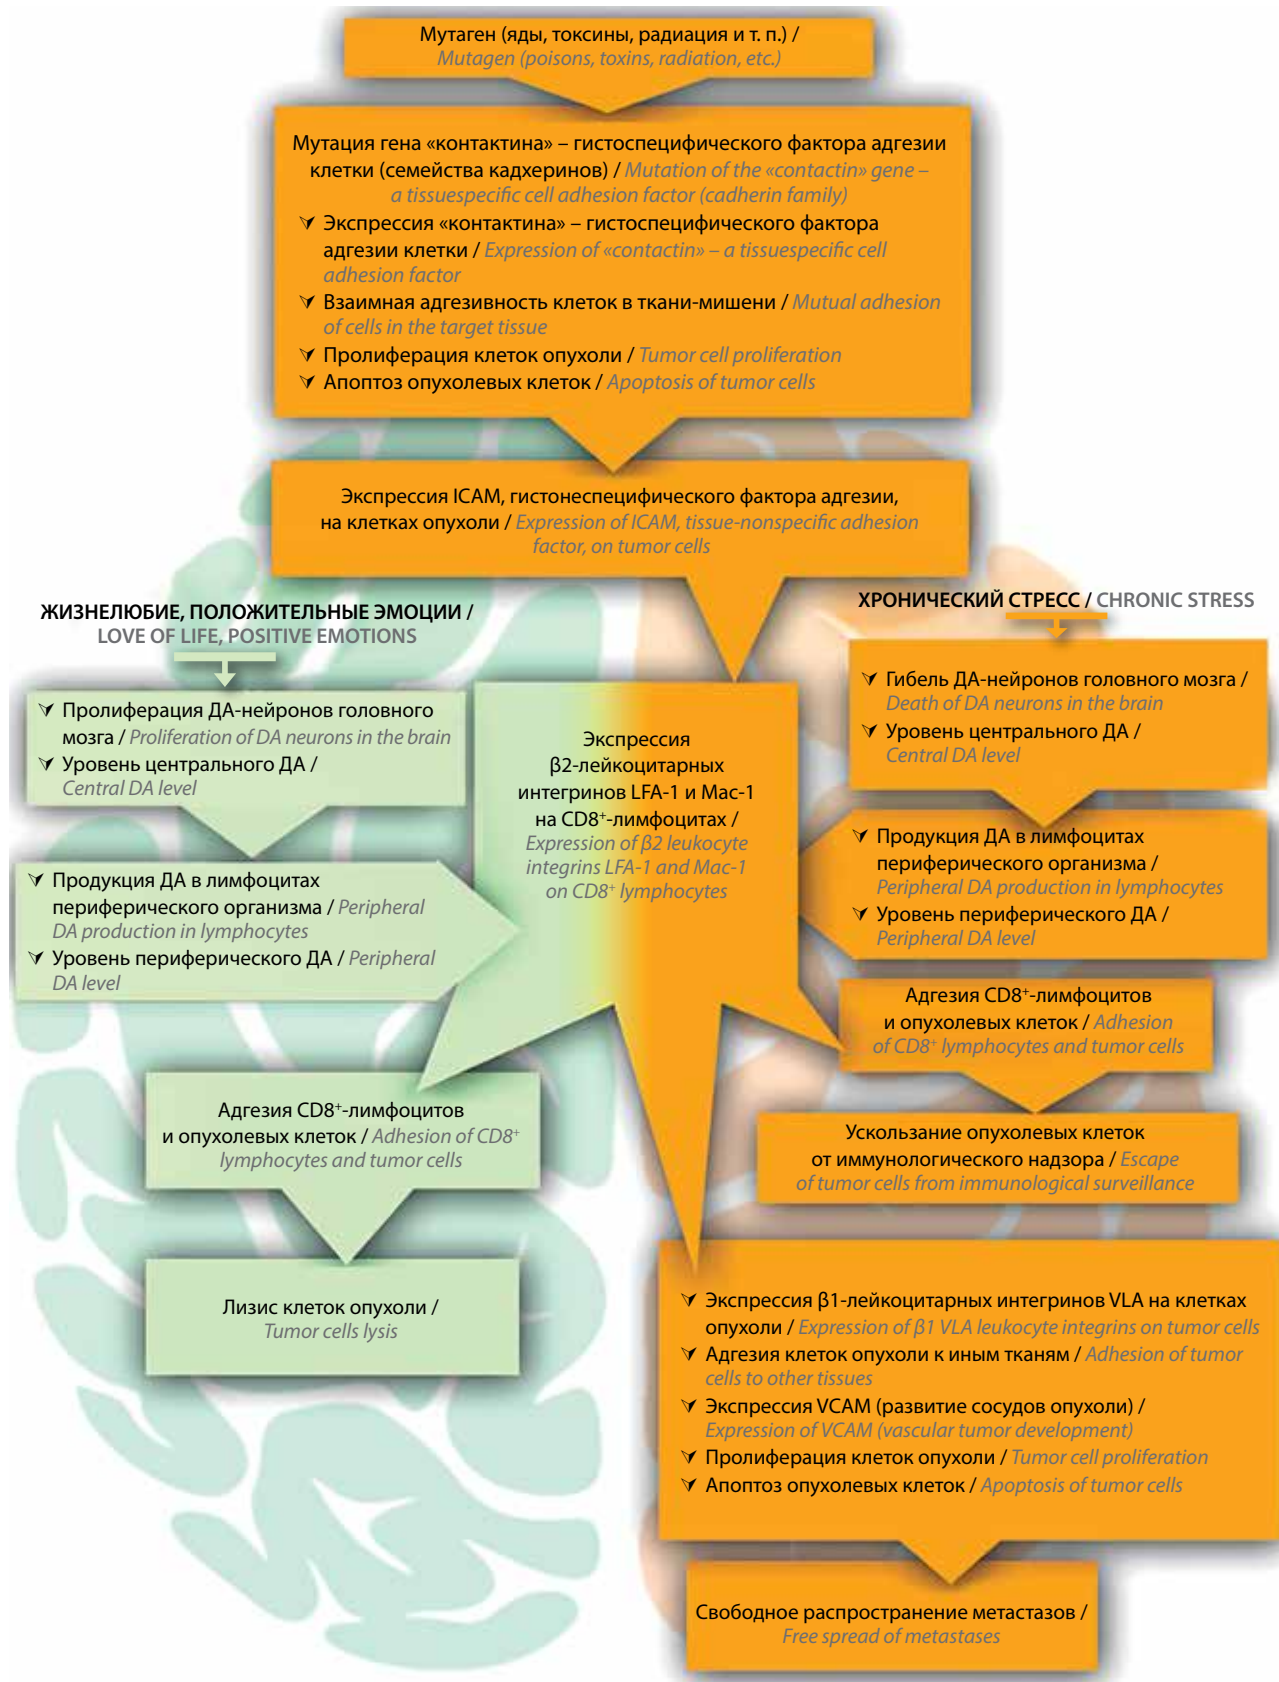 Мутаген (яды, токсины, радиация и т. п.) /
Mutagen (poisons, toxins, radiation, etc.)
Мутация гена «контактина» – гистоспецифического фактора адгезии
клетки (семейства кадхеринов) / Mutation of the «contactin» gene –
a tissuespecific cell adhesion factor (cadherin family)
Экспрессия «контактина» – гистоспецифического фактора
адгезии клетки / Expression of «contactin» – a tissuespecific cell
adhesion factor
Взаимная адгезивность клеток в ткани-мишени / Mutual adhesion
of cells in the target tissue
Пролиферация клеток опухоли / Tumor cell proliferation
Апоптоз опухолевых клеток / Apoptosis of tumor cells
Экспрессия ICAM, гистонеспецифического фактора адгезии,
на клетках опухоли / Expression of ICAM, tissue-nonspecific adhesion
factor, on tumor cells
ЖИЗНЕЛЮБИЕ, ПОЛОЖИТЕЛЬНЫЕ ЭМОЦИИ /
LOVE OF LIFE, POSITIVE EMOTIONS
Пролиферация ДА-нейронов головного
мозга / Proliferation of DA neurons in the brain
Уровень центрального ДА /
Central DA level
Продукция ДА в лимфоцитах
периферического организма / Peripheral
DA production in lymphocytes
Уровень периферического ДА / Peripheral
DA level
Экспрессия
β2-лейкоцитарных
интегринов LFA-1 и Mac-1
на CD8⁺-лимфоцитах /
Expression of β2 leukocyte
integrins LFA-1 and Mac-1
on CD8⁺ lymphocytes
ХРОНИЧЕСКИЙ СТРЕСС / CHRONIC STRESS
Гибель ДА-нейронов головного мозга /
Death of DA neurons in the brain
Уровень центрального ДА /
Central DA level
Продукция ДА в лимфоцитах
периферического организма /
Peripheral DA production in lymphocytes
Уровень периферического ДА /
Peripheral DA level
Адгезия CD8⁺-лимфоцитов
и опухолевых клеток / Adhesion
of CD8⁺ lymphocytes and tumor cells
Адгезия CD8⁺-лимфоцитов
и опухолевых клеток / Adhesion of CD8⁺
lymphocytes and tumor cells
Ускользание опухолевых клеток
от иммунологического надзора / Escape
of tumor cells from immunological surveillance
Лизис клеток опухоли /
Tumor cells lysis
Экспрессия β1-лейкоцитарных интегринов VLA на клетках
опухоли / Expression of β1 VLA leukocyte integrins on tumor cells
Адгезия клеток опухоли к иным тканям / Adhesion of tumor
cells to other tissues
Экспрессия VCAM (развитие сосудов опухоли) /
Expression of VCAM (vascular tumor development)
Пролиферация клеток опухоли / Tumor cell proliferation
Апоптоз опухолевых клеток / Apoptosis of tumor cells
Свободное распространение метастазов /
Free spread of metastases